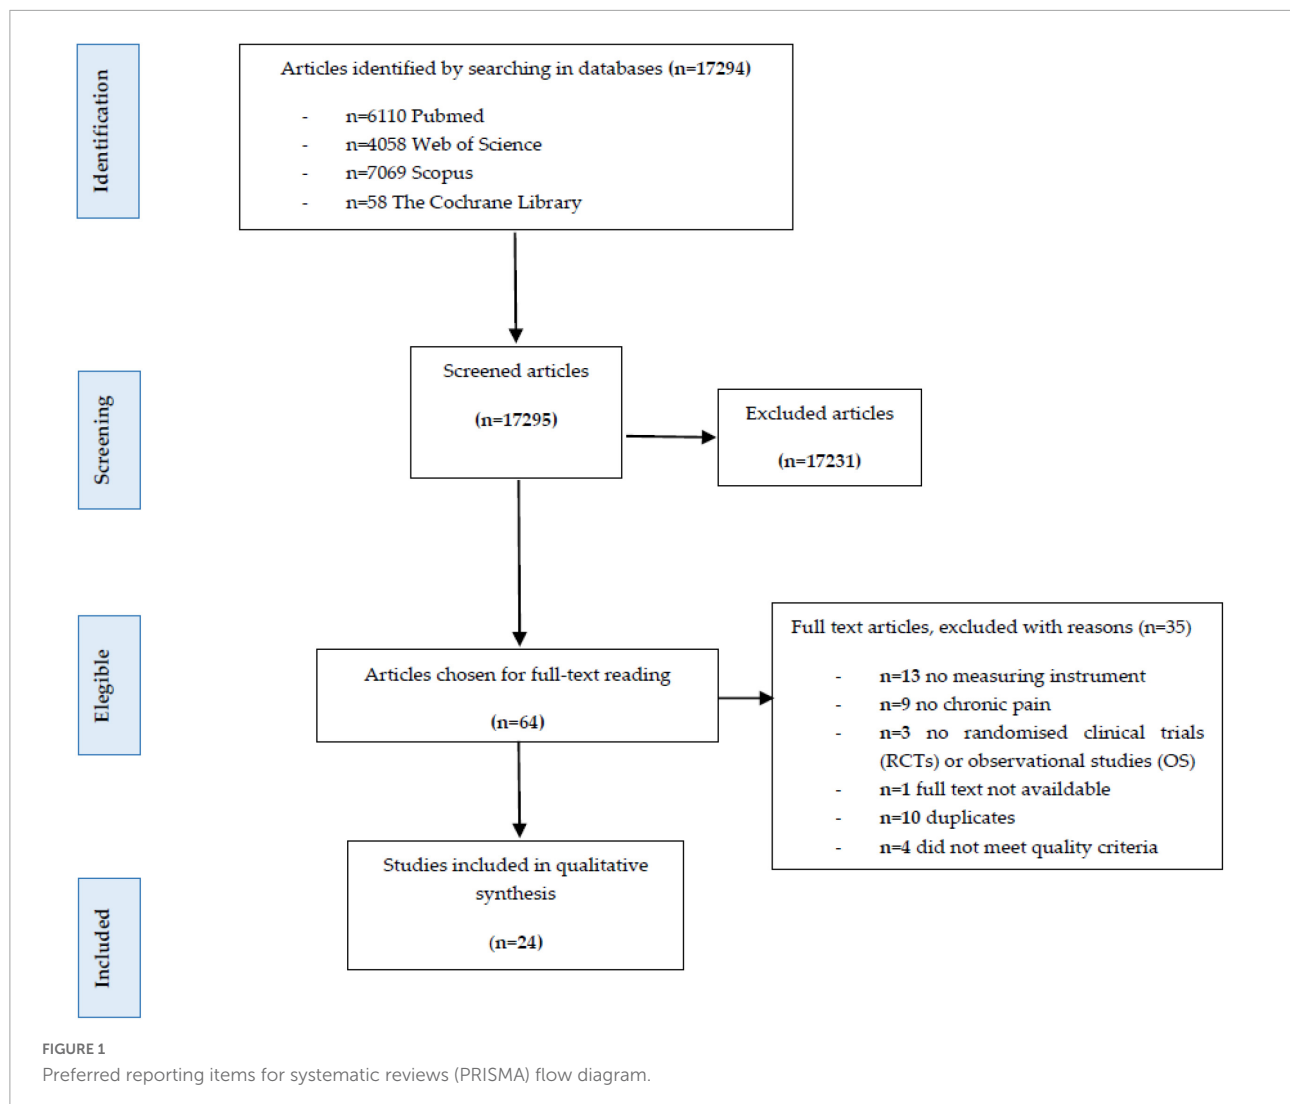 Identification
Articles identified by searching in databases (n=17294)
- n=6110 Pubmed
- n=4058 Web of Science
- n=7069 Scopus
- n=58 The Cochrane Library
Screening
Screened articles
(n=17295)
Excluded articles
(n=17231)
Elegible
Articles chosen for full-text reading
(n=64)
Full text articles, excluded with reasons (n=35)
- n=13 no measuring instrument
- n=9 no chronic pain
- n=3 no randomised clinical trials
(RCTs) or observational studies (OS)
- n=1 full text not availdable
- n=10 duplicates
- n=4 did not meet quality criteria
Included
Studies included in qualitative
synthesis
(n=24)
FIGURE 1
Preferred reporting items for systematic reviews (PRISMA) flow diagram.